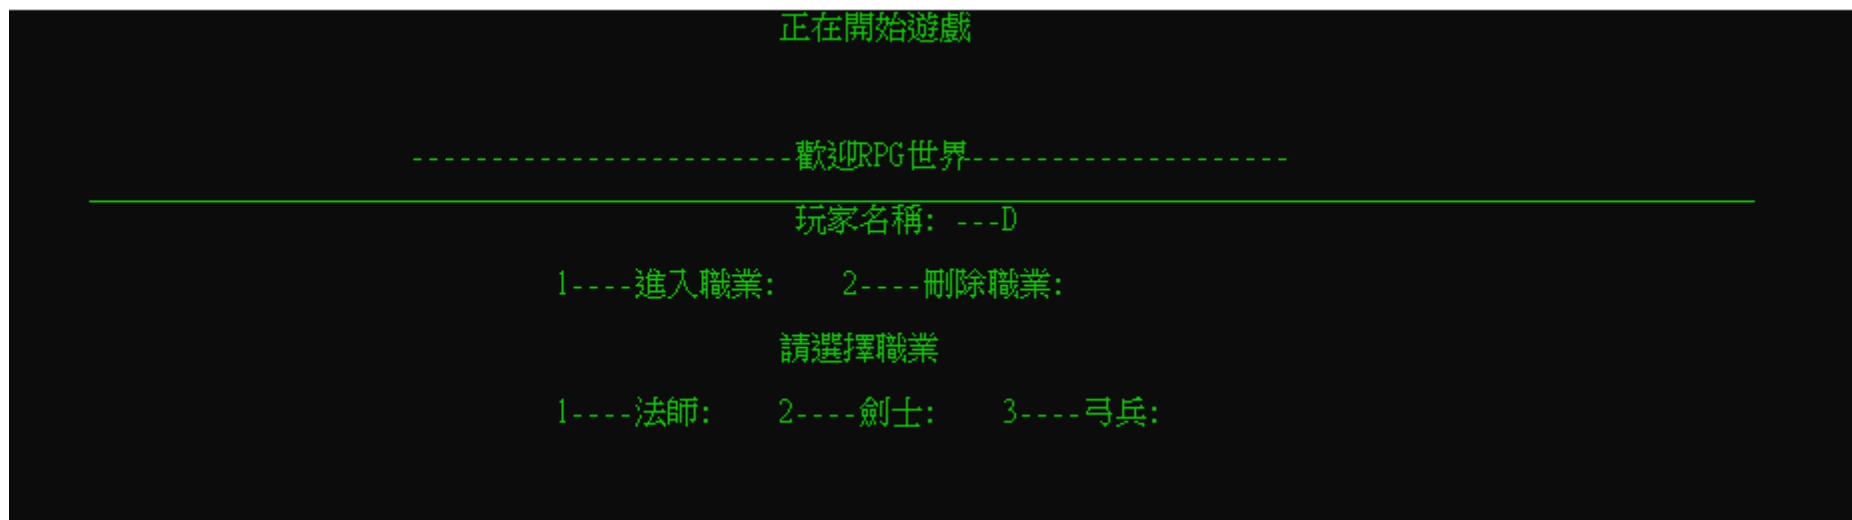 正在開始遊戲
------------------------歡迎RPG世界--------------------
玩家名稱: ---D
1----進入職業:    2----刪除職業:
請選擇職業
1----法師:    2----劍士:    3----弓兵: